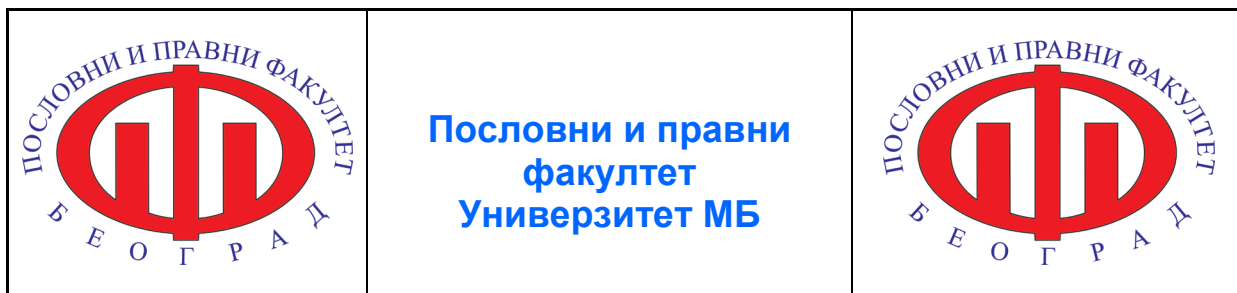 ПОСЛОВНИ И ПРАВНИ ФАКУЛТЕТ
БЕОГРАД
Пословни и правни
факултет
Универзитет МБ
ПОСЛОВНИ И ПРАВНИ ФАКУЛТЕТ
БЕОГРАД